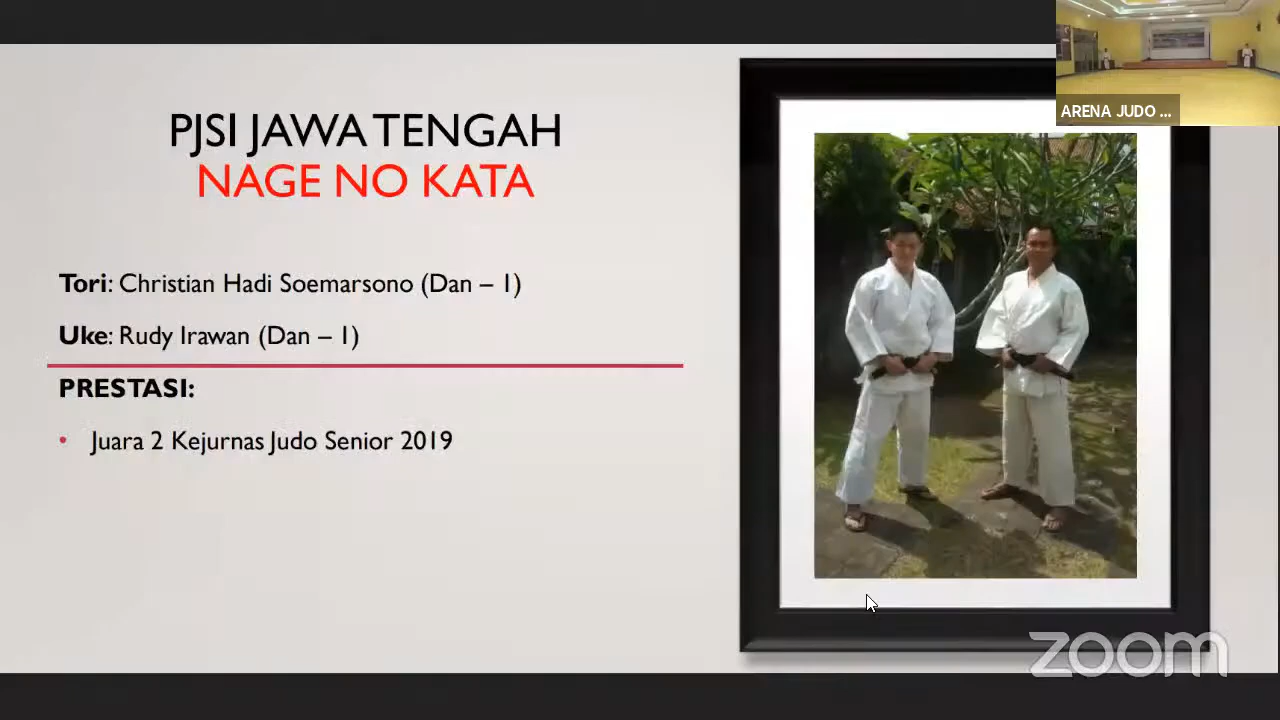 PJSI JAWA TENGAH
NAGE NO KATA
Tori: Christian Hadi Soemarsono (Dan – 1)
Uke: Rudy Irawan (Dan – 1)
PRESTASI:
• Juara 2 Kejurnas Judo Senior 2019
ARENA JUDO ...
zoom